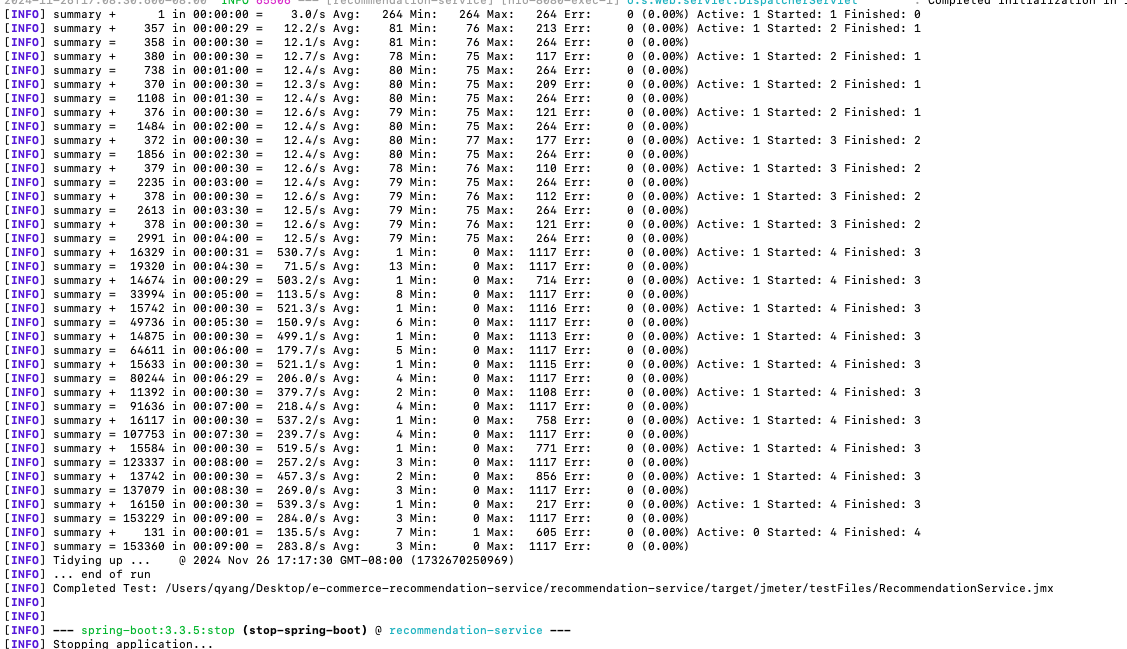 [recommendation-service] [nio-8080-exec-1] o.s.web.servlet.DispatcherServlet : Completed initialization in
[INFO] summary + 1 in 00:00:00 = 3.0/s Avg: 264 Min: 264 Max: 264 Err: 0 (0.00%) Active: 1 Started: 1 Finished: 0
[INFO] summary + 357 in 00:00:29 = 12.2/s Avg: 81 Min: 76 Max: 213 Err: 0 (0.00%) Active: 1 Started: 2 Finished: 1
[INFO] summary = 358 in 00:00:30 = 12.1/s Avg: 81 Min: 76 Max: 264 Err: 0 (0.00%)
[INFO] summary + 380 in 00:00:30 = 12.7/s Avg: 78 Min: 75 Max: 117 Err: 0 (0.00%) Active: 1 Started: 2 Finished: 1
[INFO] summary = 738 in 00:01:00 = 12.4/s Avg: 80 Min: 75 Max: 264 Err: 0 (0.00%)
[INFO] summary + 370 in 00:00:30 = 12.3/s Avg: 80 Min: 75 Max: 209 Err: 0 (0.00%) Active: 1 Started: 2 Finished: 1
[INFO] summary = 1108 in 00:01:30 = 12.4/s Avg: 80 Min: 75 Max: 264 Err: 0 (0.00%)
[INFO] summary + 376 in 00:00:30 = 12.6/s Avg: 79 Min: 75 Max: 121 Err: 0 (0.00%) Active: 1 Started: 2 Finished: 1
[INFO] summary = 1484 in 00:02:00 = 12.4/s Avg: 80 Min: 75 Max: 264 Err: 0 (0.00%)
[INFO] summary + 372 in 00:00:30 = 12.4/s Avg: 80 Min: 77 Max: 177 Err: 0 (0.00%) Active: 1 Started: 3 Finished: 2
[INFO] summary = 1856 in 00:02:30 = 12.4/s Avg: 80 Min: 75 Max: 264 Err: 0 (0.00%)
[INFO] summary + 379 in 00:00:30 = 12.6/s Avg: 78 Min: 76 Max: 110 Err: 0 (0.00%) Active: 1 Started: 3 Finished: 2
[INFO] summary = 2235 in 00:03:00 = 12.4/s Avg: 79 Min: 75 Max: 264 Err: 0 (0.00%)
[INFO] summary + 378 in 00:00:30 = 12.6/s Avg: 79 Min: 76 Max: 112 Err: 0 (0.00%) Active: 1 Started: 3 Finished: 2
[INFO] summary = 2613 in 00:03:30 = 12.5/s Avg: 79 Min: 75 Max: 264 Err: 0 (0.00%)
[INFO] summary + 378 in 00:00:30 = 12.6/s Avg: 79 Min: 76 Max: 121 Err: 0 (0.00%) Active: 1 Started: 3 Finished: 2
[INFO] summary = 2991 in 00:04:00 = 12.5/s Avg: 79 Min: 75 Max: 264 Err: 0 (0.00%)
[INFO] summary + 16329 in 00:00:31 = 530.7/s Avg: 1 Min: 0 Max: 1117 Err: 0 (0.00%) Active: 1 Started: 4 Finished: 3
[INFO] summary = 19320 in 00:04:30 = 71.5/s Avg: 13 Min: 0 Max: 1117 Err: 0 (0.00%)
[INFO] summary + 14674 in 00:00:29 = 503.2/s Avg: 1 Min: 0 Max: 714 Err: 0 (0.00%) Active: 1 Started: 4 Finished: 3
[INFO] summary = 33994 in 00:05:00 = 113.5/s Avg: 8 Min: 0 Max: 1117 Err: 0 (0.00%)
[INFO] summary + 15742 in 00:00:30 = 521.3/s Avg: 1 Min: 0 Max: 1116 Err: 0 (0.00%) Active: 1 Started: 4 Finished: 3
[INFO] summary = 49736 in 00:05:30 = 150.9/s Avg: 6 Min: 0 Max: 1117 Err: 0 (0.00%)
[INFO] summary + 14875 in 00:00:30 = 499.1/s Avg: 1 Min: 0 Max: 1113 Err: 0 (0.00%) Active: 1 Started: 4 Finished: 3
[INFO] summary = 64611 in 00:06:00 = 179.7/s Avg: 5 Min: 0 Max: 1117 Err: 0 (0.00%)
[INFO] summary + 15633 in 00:00:30 = 521.1/s Avg: 1 Min: 0 Max: 1115 Err: 0 (0.00%) Active: 1 Started: 4 Finished: 3
[INFO] summary = 80244 in 00:06:29 = 206.0/s Avg: 4 Min: 0 Max: 1117 Err: 0 (0.00%)
[INFO] summary + 11392 in 00:00:30 = 379.7/s Avg: 2 Min: 0 Max: 1108 Err: 0 (0.00%) Active: 1 Started: 4 Finished: 3
[INFO] summary = 91636 in 00:07:00 = 218.4/s Avg: 4 Min: 0 Max: 1117 Err: 0 (0.00%)
[INFO] summary + 16117 in 00:00:30 = 537.2/s Avg: 1 Min: 0 Max: 758 Err: 0 (0.00%) Active: 1 Started: 4 Finished: 3
[INFO] summary = 107753 in 00:07:30 = 239.7/s Avg: 4 Min: 0 Max: 1117 Err: 0 (0.00%)
[INFO] summary + 15584 in 00:00:30 = 519.5/s Avg: 1 Min: 0 Max: 771 Err: 0 (0.00%) Active: 1 Started: 4 Finished: 3
[INFO] summary = 123337 in 00:08:00 = 257.2/s Avg: 3 Min: 0 Max: 1117 Err: 0 (0.00%)
[INFO] summary + 13742 in 00:00:30 = 457.3/s Avg: 2 Min: 0 Max: 856 Err: 0 (0.00%) Active: 1 Started: 4 Finished: 3
[INFO] summary = 137079 in 00:08:30 = 269.0/s Avg: 3 Min: 0 Max: 1117 Err: 0 (0.00%)
[INFO] summary + 16150 in 00:00:30 = 539.3/s Avg: 1 Min: 0 Max: 217 Err: 0 (0.00%) Active: 1 Started: 4 Finished: 3
[INFO] summary = 153229 in 00:09:00 = 284.0/s Avg: 3 Min: 0 Max: 1117 Err: 0 (0.00%)
[INFO] summary + 131 in 00:00:01 = 135.5/s Avg: 7 Min: 1 Max: 605 Err: 0 (0.00%) Active: 0 Started: 4 Finished: 4
[INFO] summary = 153360 in 00:09:00 = 283.8/s Avg: 3 Min: 0 Max: 1117 Err: 0 (0.00%)
[INFO] Tidying up ... @ 2024 Nov 26 17:17:30 GMT-08:00 (1732670250969)
[INFO] ... end of run
[INFO] Completed Test: /Users/qyang/Desktop/e-commerce-recommendation-service/recommendation-service/target/jmeter/testFiles/RecommendationService.jmx
[INFO]
[INFO]
[INFO] --- spring-boot:3.3.5:stop (stop-spring-boot) @ recommendation-service ---
[INFO] Stopping application...